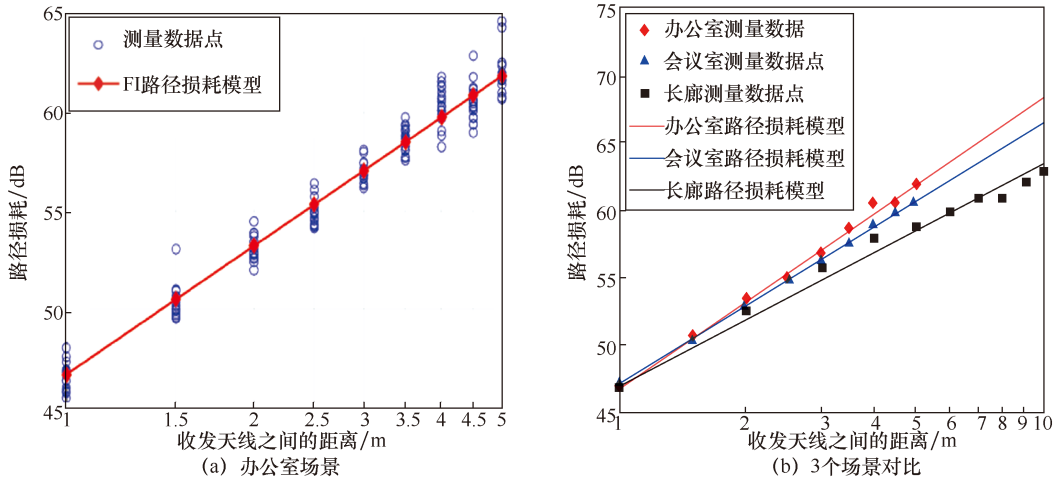 65
60
55
50
45
路径损耗/dB
测量数据点
FI路径损耗模型
1
1.5
2
2.5
3
3.5
4
4.5
5
收发天线之间的距离/m
(a) 办公室场景
75
70
65
60
55
50
45
路径损耗/dB
办公室测量数据
会议室测量数据点
长廊测量数据点
办公室路径损耗模型
会议室路径损耗模型
长廊路径损耗模型
1
2
3
4
5
6
7
8
9
10
收发天线之间的距离/m
(b) 3个场景对比